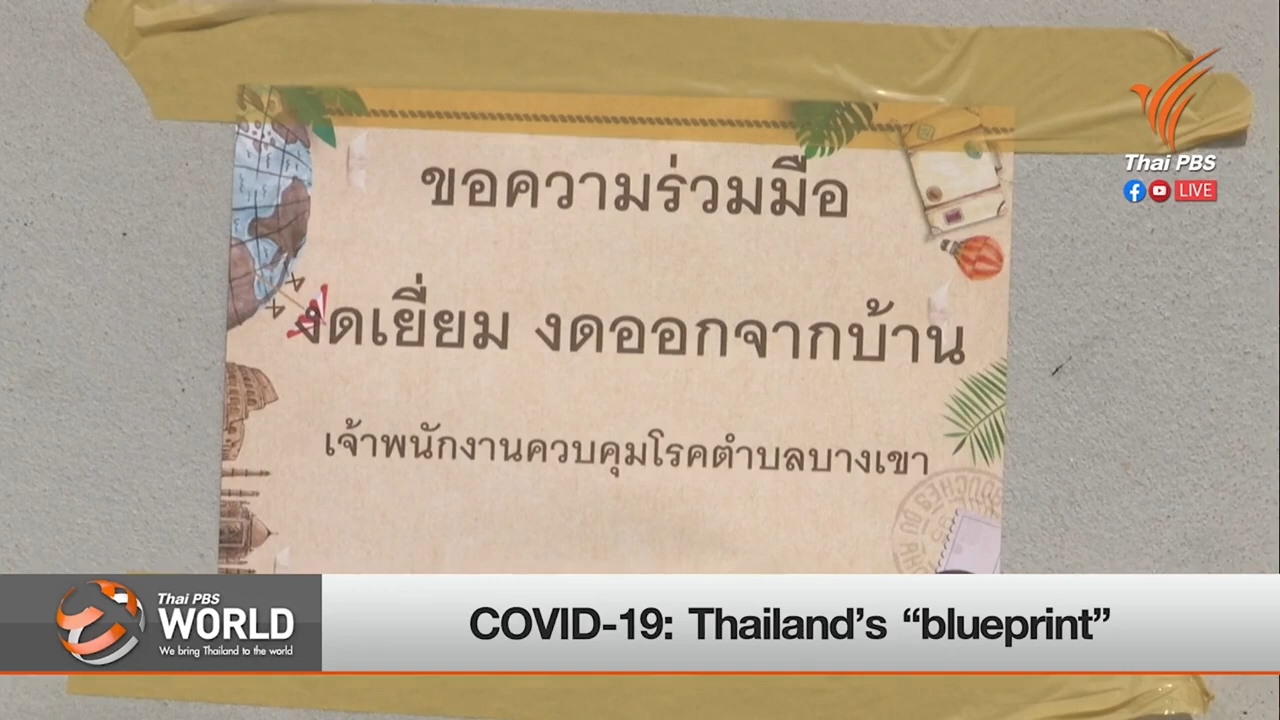 Thai PBS
LIVE
ขอความร่วมมือ
งดเยี่ยม งดออกจากบ้าน
เจ้าพนักงานควบคุมโรคตำบลบางเขา
BOUCHES DU
Thai PBS
WORLD
We bring Thailand to the world
COVID-19: Thailand's “blueprint”